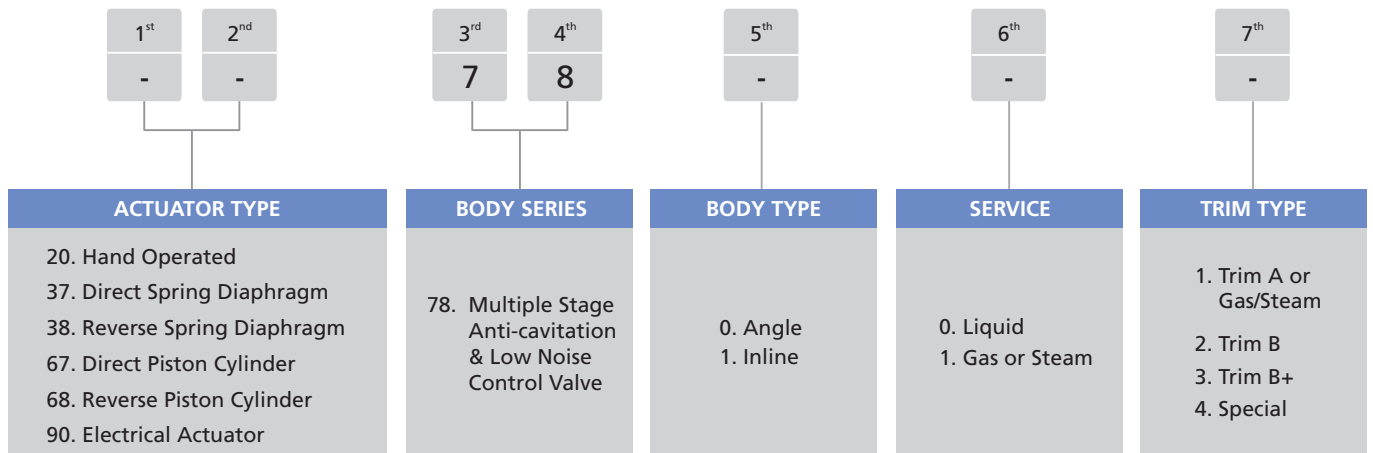 1st 2nd 3rd 4th 5th 6th 7th
- - 7 8 - - -
ACTUATOR TYPE
20. Hand Operated
37. Direct Spring Diaphragm
38. Reverse Spring Diaphragm
67. Direct Piston Cylinder
68. Reverse Piston Cylinder
90. Electrical Actuator
BODY SERIES
78. Multiple Stage
Anti-cavitation
& Low Noise
Control Valve
BODY TYPE
0. Angle
1. Inline
SERVICE
0. Liquid
1. Gas or Steam
TRIM TYPE
1. Trim A or
Gas/Steam
2. Trim B
3. Trim B+
4. Special